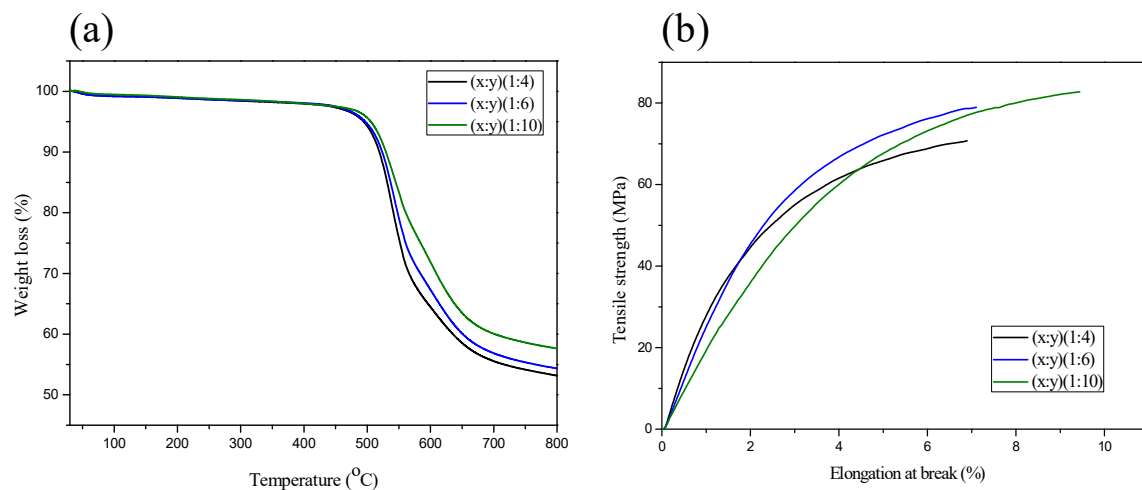 (a)
(x:y)(1:4)
(x:y)(1:6)
(x:y)(1:10)
100
90
80
70
60
50
Weight loss (%)
100 200 300 400 500 600 700 800
Temperature (°C)
(b)
80
60
40
20
0
Tensile strength (MPa)
(x:y)(1:4)
(x:y)(1:6)
(x:y)(1:10)
0 2 4 6 8 10
Elongation at break (%)